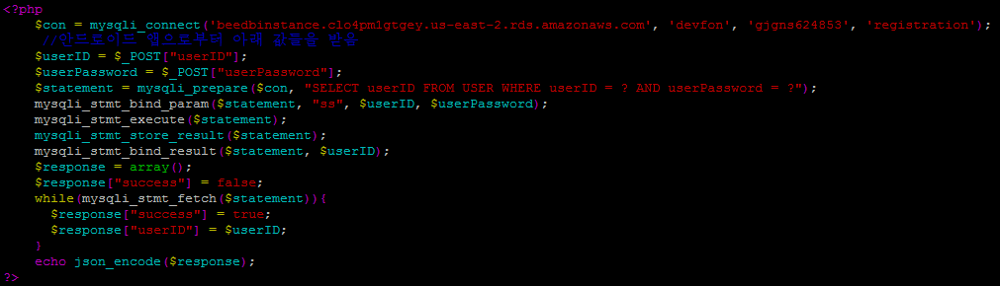 <?php
$con = mysqli_connect('beedbinstance.clo4pm1gtgey.us-east-2.rds.amazonaws.com', 'devfon', 'gjgns624853', 'registration');
//안드로이드 앱으로부터 아래 값들을 받음
$userID = $_POST["userID"];
$userPassword = $_POST["userPassword"];
$statement = mysqli_prepare($con, "SELECT userID FROM USER WHERE userID = ? AND userPassword = ?");
mysqli_stmt_bind_param($statement, "ss", $userID, $userPassword);
mysqli_stmt_execute($statement);
mysqli_stmt_store_result($statement);
mysqli_stmt_bind_result($statement, $userID);
$response = array();
$response["success"] = false;
while(mysqli_stmt_fetch($statement)){
$response["success"] = true;
$response["userID"] = $userID;
}
echo json_encode($response);
?>